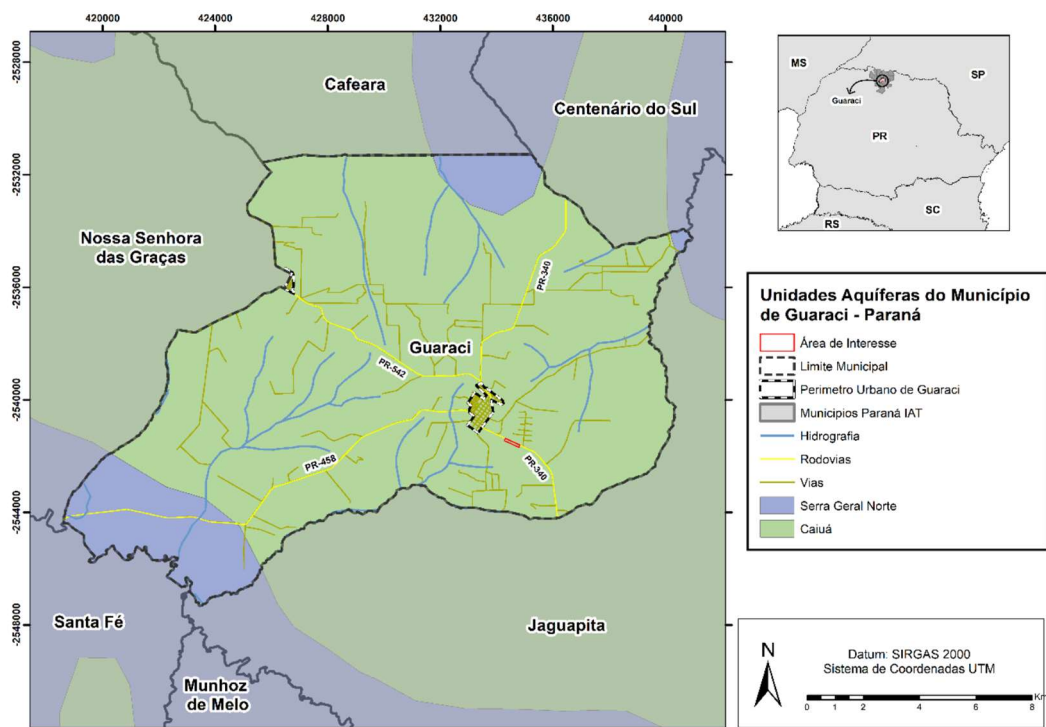 420000
424000
428000
432000
436000
440000
-2528000
-2532000
-2536000
-2540000
-2544000
-2548000
Cafeara
Centenário do Sul
Nossa Senhora
das Graças
PR-340
Guaraci
PR-542
PR-458
PR-340
Santa Fé
Jaguapita
Munhoz
de Melo
MS
SP
Guaraci
PR
SC
RS
Unidades Aquíferas do Município
de Guaraci - Paraná
Área de Interesse
Limite Municipal
Perimetro Urbano de Guaraci
Municipios Paraná IAT
Hidrografia
Rodovias
Vias
Serra Geral Norte
Caiuá
N
Datum: SIRGAS 2000
Sistema de Coordenadas UTM
0 1 2 4 6 8